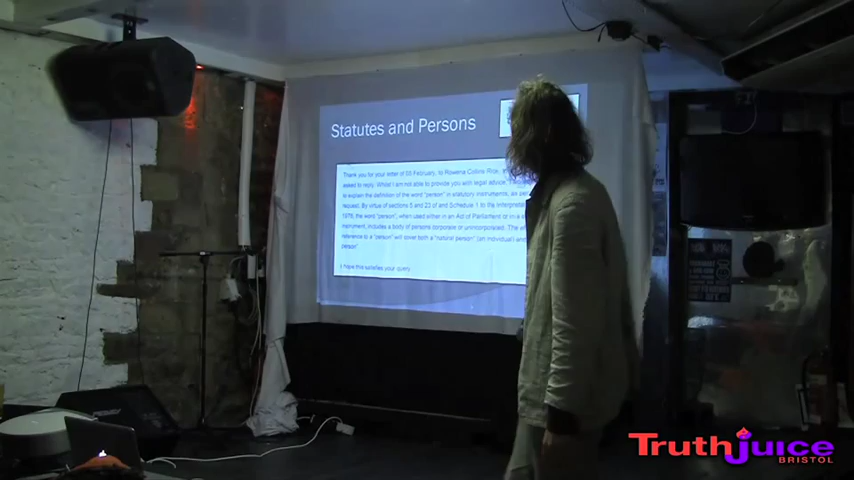 Statutes and Persons
Thank you for your letter of 05 February, to Rowena Collins Rice,
asked to reply. Whilst I am not able to provide you with legal advice,
to explain the definition of the word "person" in statutory instruments, as
request. By virtue of sections 5 and 23 of and Schedule 1 to the
1978, the word "person", when used either in an Act of Parliament or in a
instrument, includes a body of persons corporate or unincorporated. The
reference to a "person" will cover both a "natural person" (an individual)
person"
I hope this satisfies your query
Truthjuice
BRISTOL